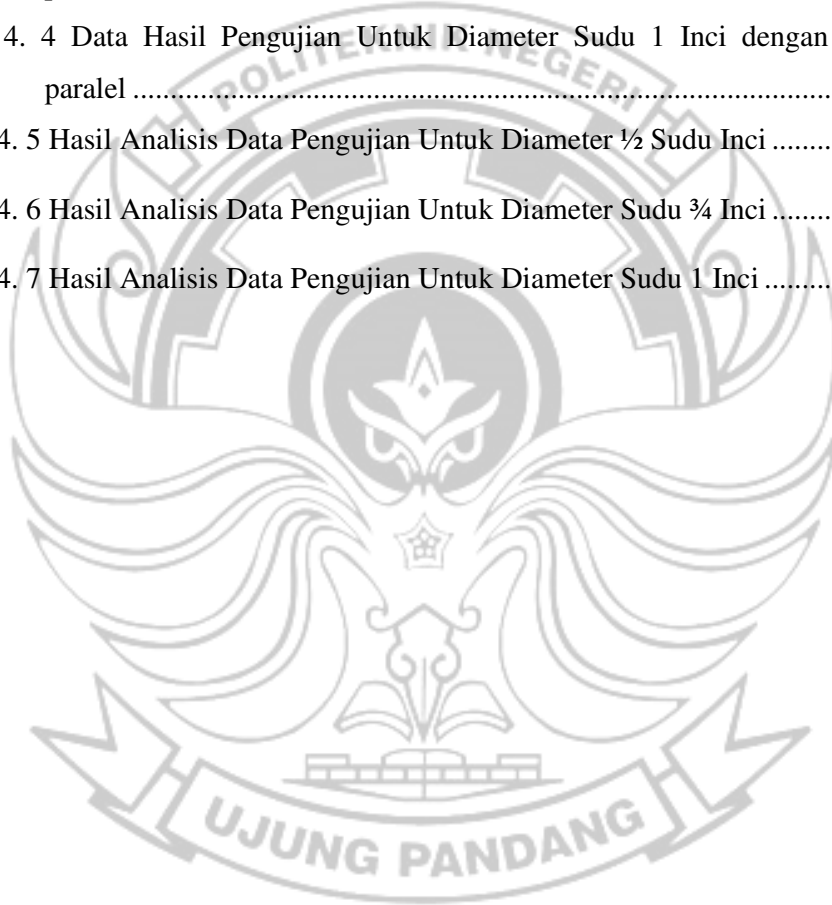 4. 4 Data Hasil Pengujian Untuk Diameter Sudu 1 Inci dengan
paralel ................................................................................
4. 5 Hasil Analisis Data Pengujian Untuk Diameter ½ Sudu Inci ........
4. 6 Hasil Analisis Data Pengujian Untuk Diameter Sudu ¾ Inci ........
4. 7 Hasil Analisis Data Pengujian Untuk Diameter Sudu 1 Inci .........
POLITEKNIK NEGERI
UJUNG PANDANG